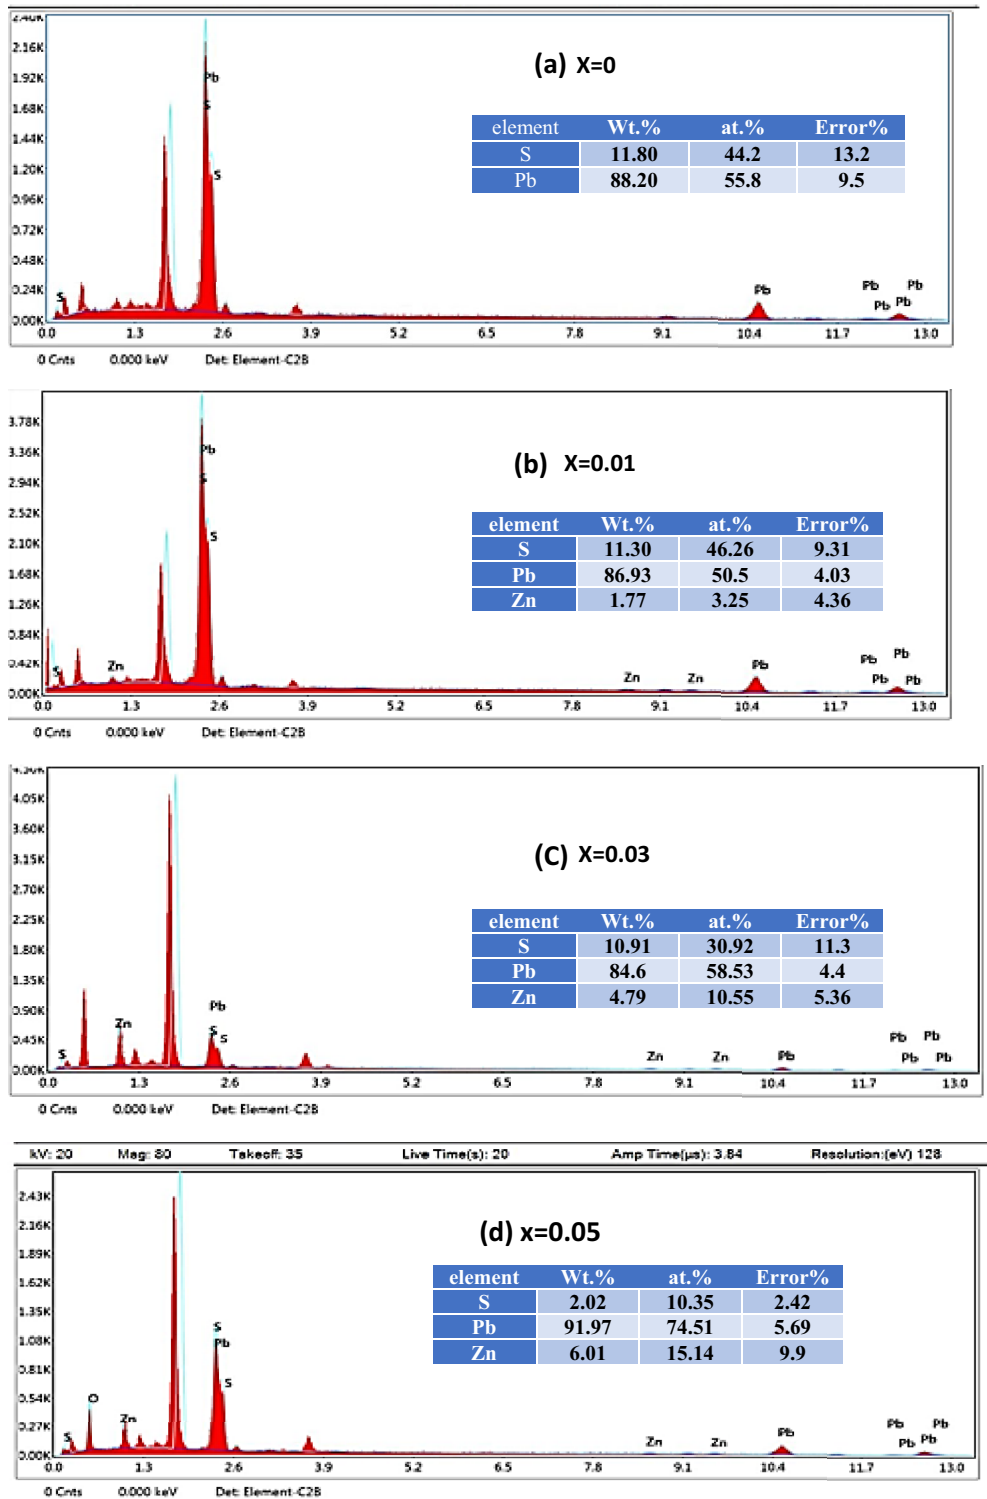 2.40K
(a) X=0
2.16K
1.92K
1.68K
1.44K
1.20K
0.96K
0.72K
0.48K
0.24K
0.00K
Pb
S
S
S
Pb
Pb
Pb
Pb
Pb
element Wt.% at.% Error%
S 11.80 44.2 13.2
Pb 88.20 55.8 9.5
0.0 1.3 2.6 3.9 5.2 6.5 7.8 9.1 10.4 11.7 13.0
0 Cnts 0.000 keV Det: Element-C2B
(b) X=0.01
3.78K
3.36K
2.94K
2.52K
2.10K
1.68K
1.26K
0.84K
0.42K
0.00K
Pb
S
S
S
Zn
Zn
Zn
Pb
Pb
Pb
Pb
Pb
element Wt.% at.% Error%
S 11.30 46.26 9.31
Pb 86.93 50.5 4.03
Zn 1.77 3.25 4.36
0.0 1.3 2.6 3.9 5.2 6.5 7.8 9.1 10.4 11.7 13.0
0 Cnts 0.000 keV Det: Element-C2B
(C) X=0.03
4.05K
3.60K
3.15K
2.70K
2.25K
1.80K
1.35K
0.90K
0.45K
0.00K
Pb
S
S
S
Zn
Zn
Zn
Pb
Pb
Pb
Pb
Pb
element Wt.% at.% Error%
S 10.91 30.92 11.3
Pb 84.6 58.53 4.4
Zn 4.79 10.55 5.36
0.0 1.3 2.6 3.9 5.2 6.5 7.8 9.1 10.4 11.7 13.0
0 Cnts 0.000 keV Det: Element-C2B
kV: 20 Mag: 80 Takeoff: 35 Live Time(s): 20 Amp Time(µs): 3.84 Resolution:(eV) 128
(d) x=0.05
2.43K
2.16K
1.89K
1.62K
1.35K
1.08K
0.81K
0.54K
0.27K
0.00K
S
Pb
S
O
S
Zn
Zn
Zn
Pb
Pb
Pb
Pb
Pb
element Wt.% at.% Error%
S 2.02 10.35 2.42
Pb 91.97 74.51 5.69
Zn 6.01 15.14 9.9
0.0 1.3 2.6 3.9 5.2 6.5 7.8 9.1 10.4 11.7 13.0
0 Cnts 0.000 keV Det: Element-C2B